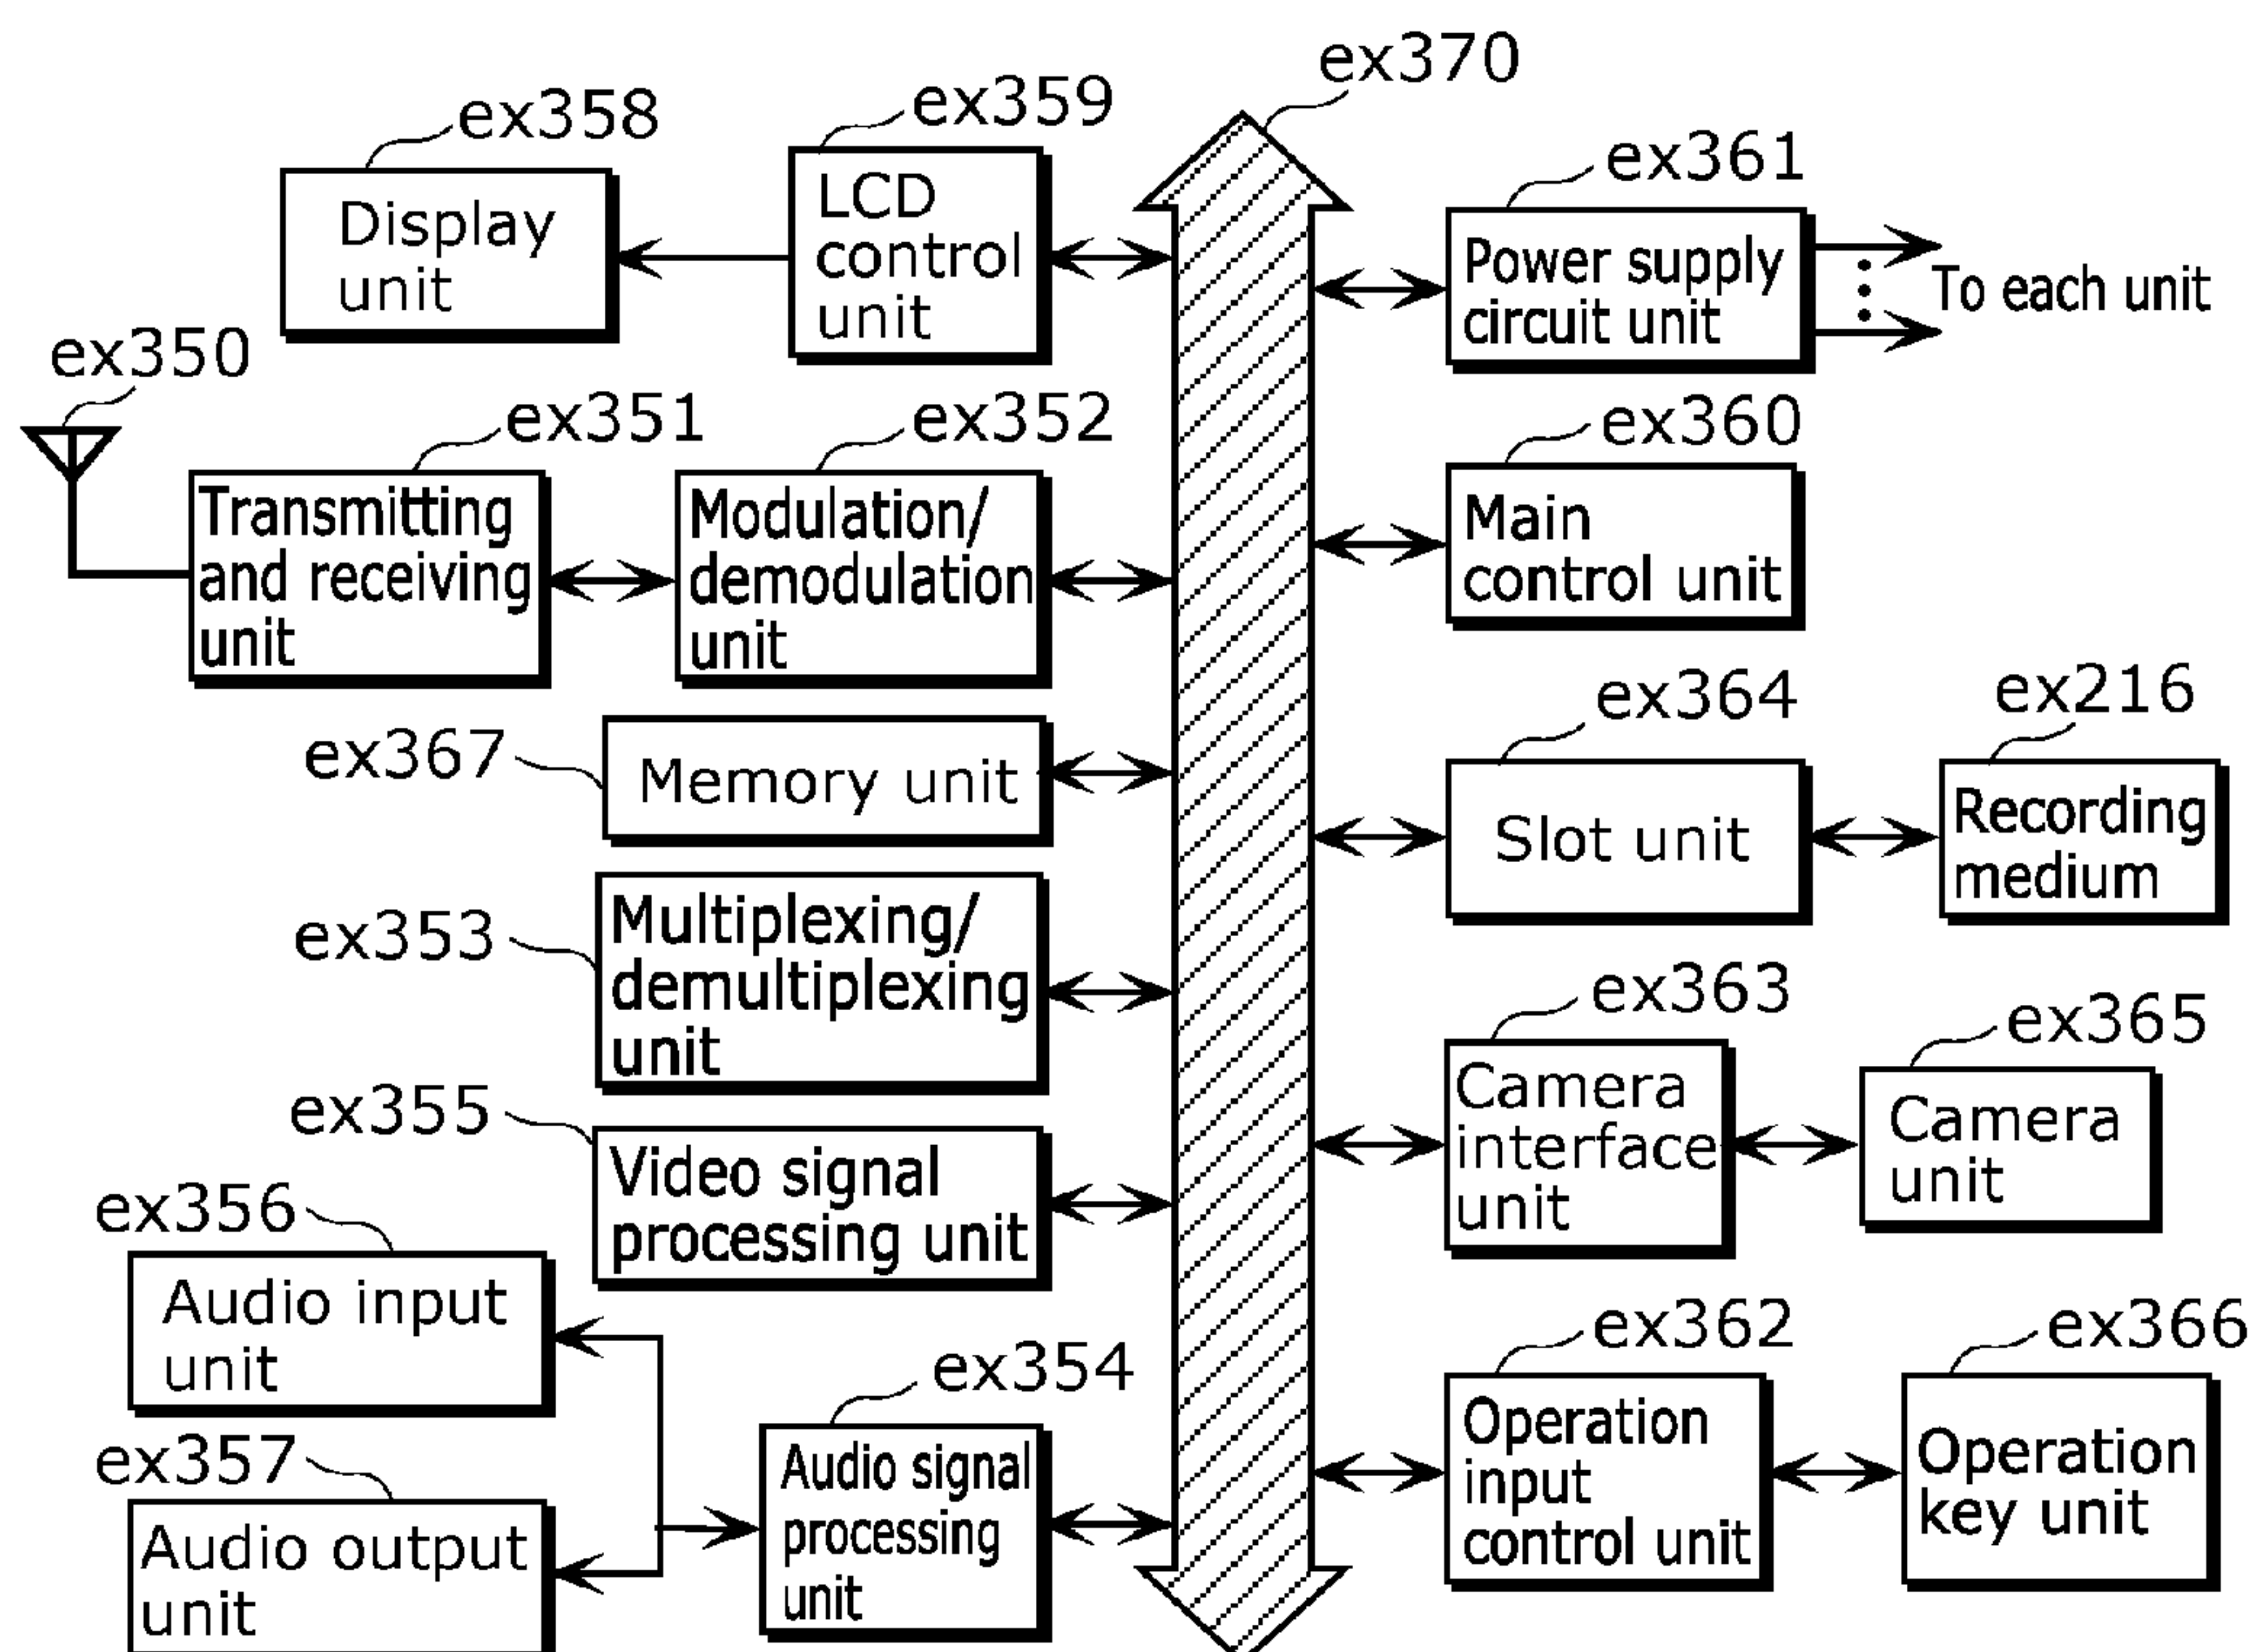 ex370
ex358
ex359
ex361
Display
unit
LCD
control
unit
Power supply
circuit unit
To each unit
ex350
ex351
ex352
ex360
Transmitting
and receiving
unit
Modulation/
demodulation
unit
Main
control unit
ex367
Memory unit
ex364
ex216
Slot unit
Recording
medium
ex353
Multiplexing/
demultiplexing
unit
ex363
ex365
Camera
interface
unit
Camera
unit
ex355
Video signal
processing unit
ex356
Audio input
unit
ex354
ex362
ex366
ex357
Audio output
unit
Audio signal
processing
unit
Operation
input
control unit
Operation
key unit